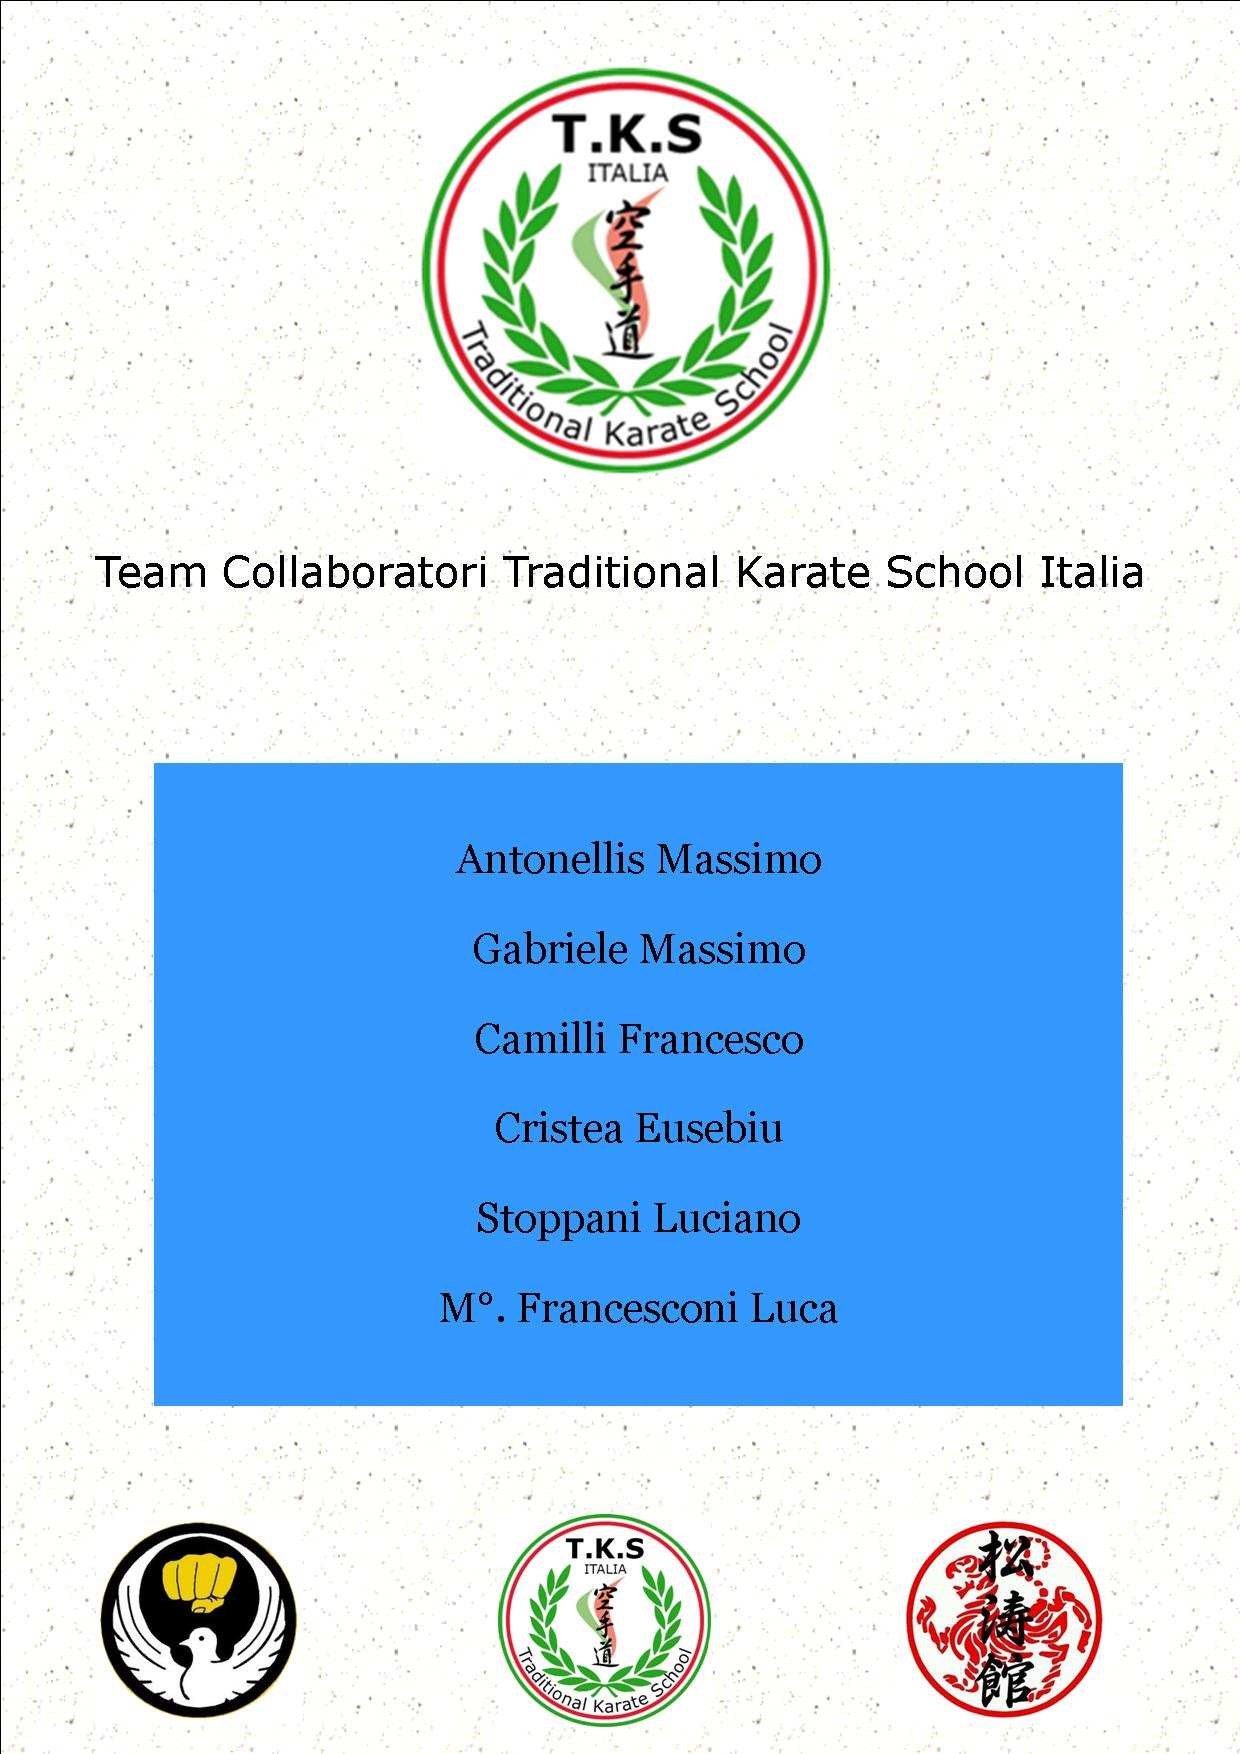 T.K.S
ITALIA
空
手
道
Traditional Karate School
Team Collaboratori Traditional Karate School Italia
Antonellis Massimo
Gabriele Massimo
Camilli Francesco
Cristea Eusebiu
Stoppani Luciano
M°. Francesconi Luca
T.K.S
ITALIA
空
手
道
Traditional Karate School
松
涛
館